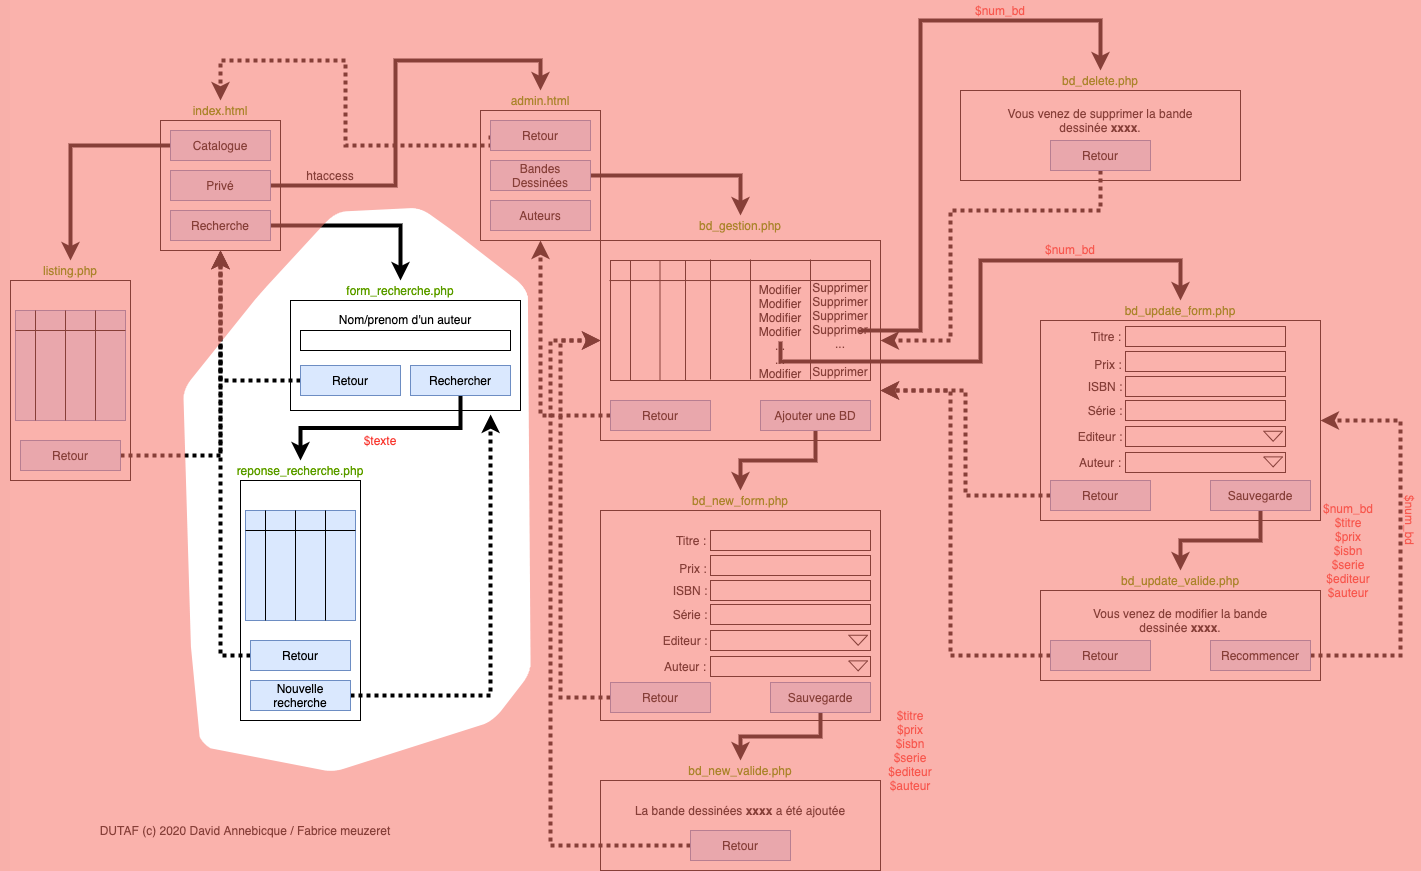 $num_bd
bd_delete.php
Vous venez de supprimer la bande
dessinée xxxx.
Retour
index.html
Catalogue
Privé
Recherche
htaccess
admin.html
Retour
Bandes
Dessinées
Auteurs
listing.php
Retour
form_recherche.php
Nom/prenom d'un auteur
Retour
Rechercher
$texte
reponse_recherche.php
Retour
Nouvelle
recherche
bd_gestion.php
Modifier
Supprimer
Modifier
Supprimer
Modifier
Supprimer
Modifier
Supprimer
...
...
Modifier
Supprimer
Retour
Ajouter une BD
$num_bd
bd_update_form.php
Titre :
Prix :
ISBN :
Série :
Editeur :
Auteur :
Retour
Sauvegarde
$num_bd
$num_bd
$titre
$prix
$isbn
$serie
$editeur
$auteur
bd_update_valide.php
Vous venez de modifier la bande
dessinée xxxx.
Retour
Recommencer
bd_new_form.php
Titre :
Prix :
ISBN :
Série :
Editeur :
Auteur :
Retour
Sauvegarde
$titre
$prix
$isbn
$serie
$editeur
$auteur
bd_new_valide.php
La bande dessinées xxxx a été ajoutée
Retour
DUTAF (c) 2020 David Annebicque / Fabrice meuzeret